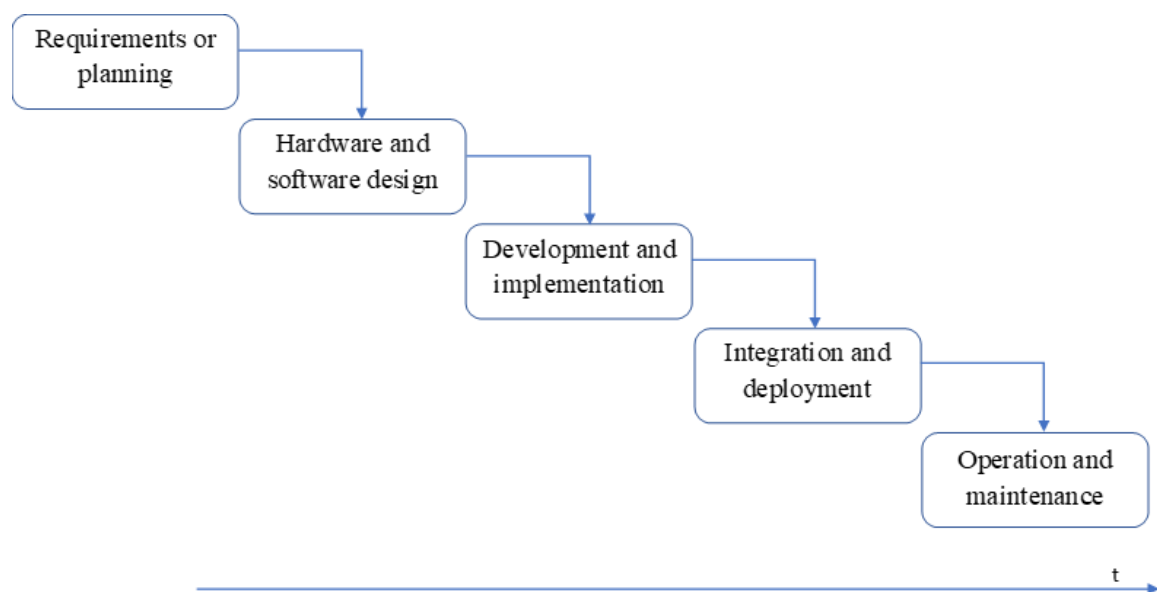 Requirements or
planning
Hardware and
software design
Development and
implementation
Integration and
deployment
Operation and
maintenance
t